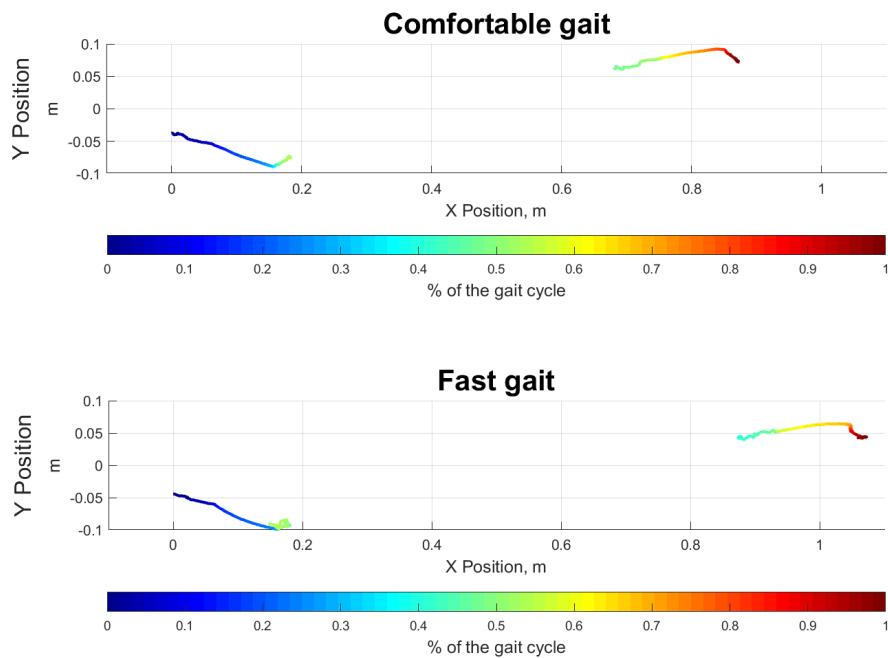 Comfortable gait
Y Position
m
0.1
0.05
0
-0.05
-0.1
0 0.2 0.4 0.6 0.8 1
X Position, m
0 0.1 0.2 0.3 0.4 0.5 0.6 0.7 0.8 0.9 1
% of the gait cycle
Fast gait
Y Position
m
0.1
0.05
0
-0.05
-0.1
0 0.2 0.4 0.6 0.8 1
X Position, m
0 0.1 0.2 0.3 0.4 0.5 0.6 0.7 0.8 0.9 1
% of the gait cycle